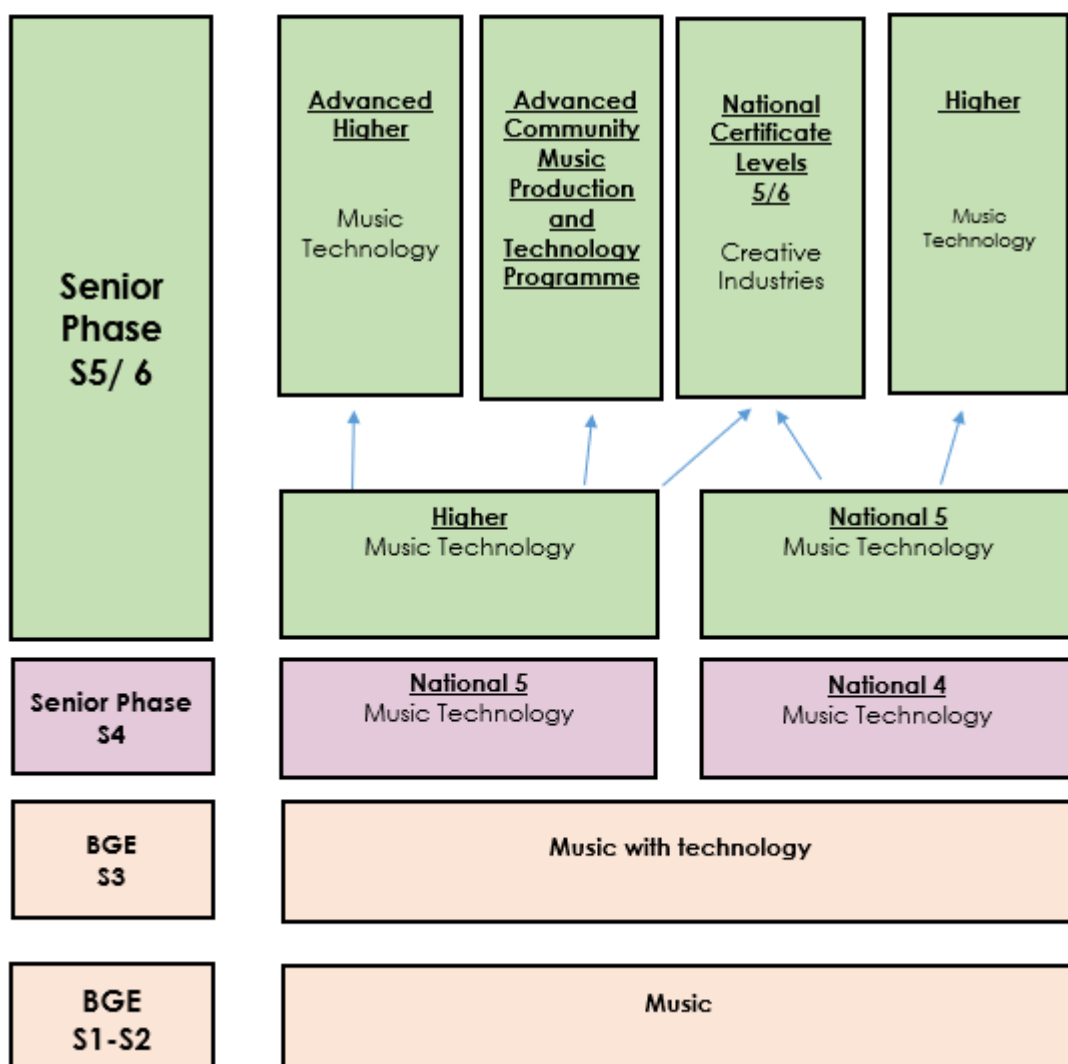 Senior
Phase
S5/ 6
Advanced
Higher
Music
Technology
Advanced
Community
Music
Production
and
Technology
Programme
National
Certificate
Levels
5/6
Creative
Industries
Higher
Music
Technology
Higher
Music Technology
National 5
Music Technology
Senior Phase
S4
National 5
Music Technology
National 4
Music Technology
BGE
S3
Music with technology
BGE
S1-S2
Music